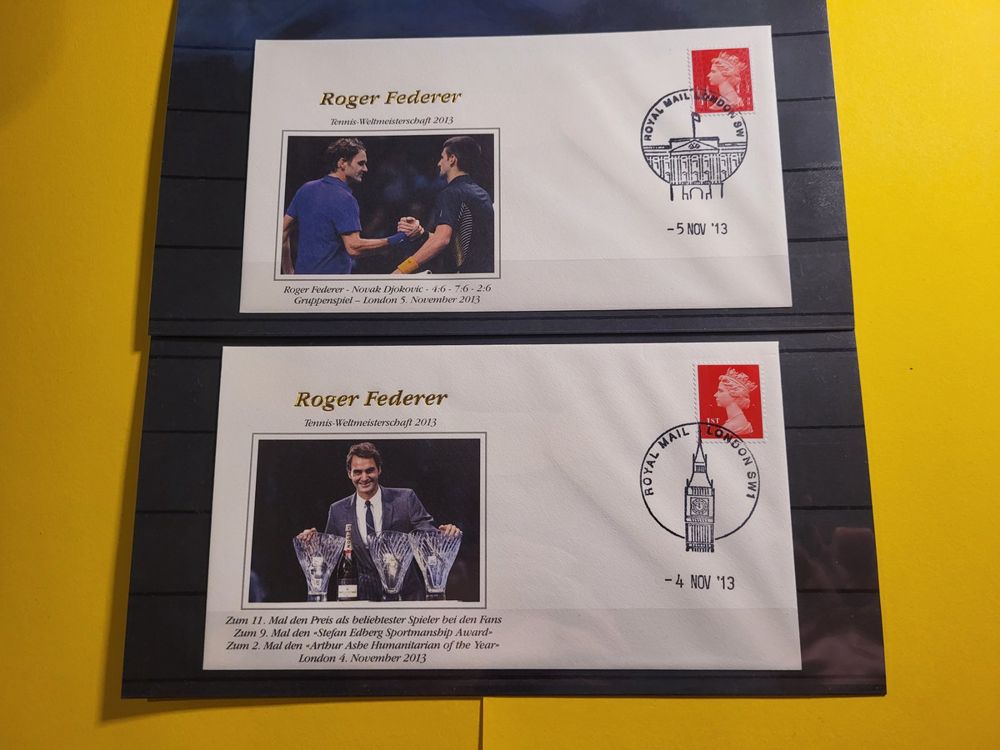 Roger Federer
Tennis-Weltmeisterschaft 2013
Roger Federer - Novak Djokovic - 4:6 - 7:6 - 2:6
Gruppenspiel – London 5. November 2013
ROYAL MAIL LONDON SW
-5 NOV '13
Roger Federer
Tennis-Weltmeisterschaft 2013
Zum 11. Mal den Preis als beliebtester Spieler bei den Fans
Zum 9. Mal den «Stefan Edberg Sportmanship Award»
Zum 2. Mal den «Arthur Ashe Humanitarian of the Year»
London 4. November 2013
1ST
ROYAL MAIL LONDON SW1
-4 NOV '13